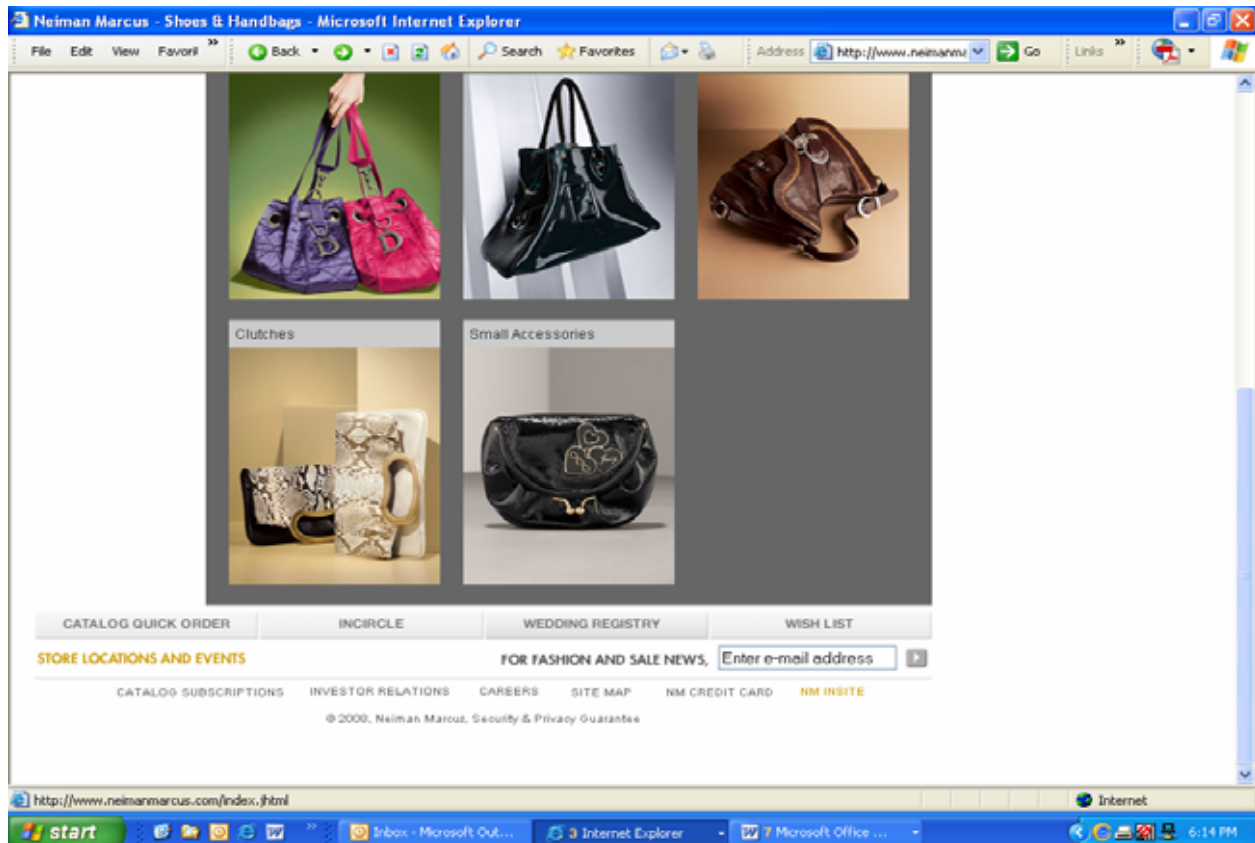 Neiman Marcus - Shoes & Handbags - Microsoft Internet Explorer
File Edit View Favorit » Back Search Favorites Address http://www.neimanma Go Links »
D D
Clutches Small Accessories
CATALOG QUICK ORDER INCIRCLE WEDDING REGISTRY WISH LIST
STORE LOCATIONS AND EVENTS FOR FASHION AND SALE NEWS, Enter e-mail address
CATALOG SUBSCRIPTIONS INVESTOR RELATIONS CAREERS SITE MAP NM CREDIT CARD NM INSITE
© 2008, Neiman Marcus, Security & Privacy Guarantee
http://www.neimanmarcus.com/index.jhtml Internet
start » Inbox - Microsoft Out... 3 Internet Explorer 7 Microsoft Office ... 6:14 PM